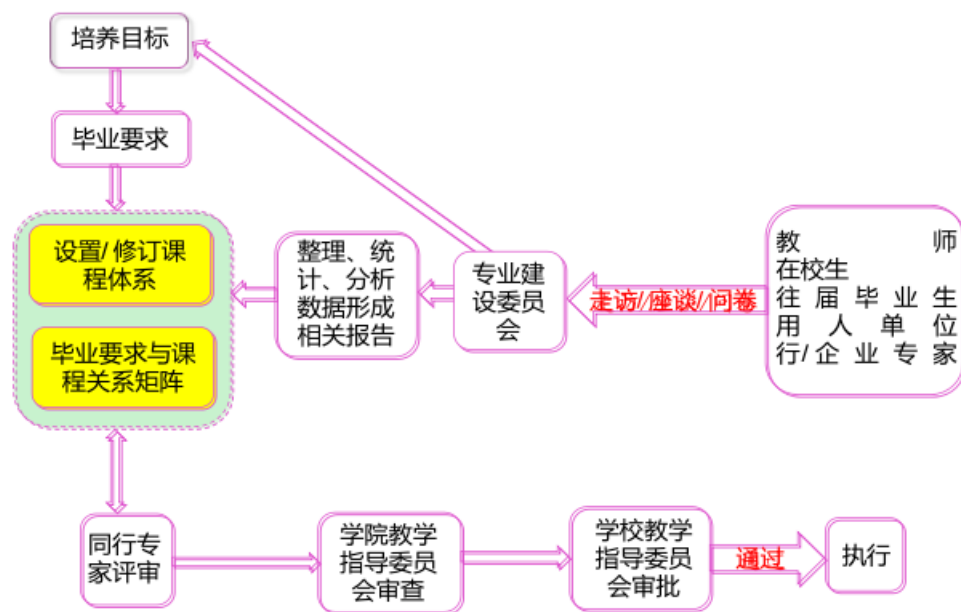 培养目标
毕业要求
设置/修订课
程体系
毕业要求与课
程关系矩阵
整理、统
计、分析
数据形成
相关报告
专业建
设委员
会
走访//座谈//问卷
教师
在校生
往届毕业生
用人单位
行/企业专家
同行专
家评审
学院教学
指导委员
会审查
学校教学
指导委员
会审批
通过
执行